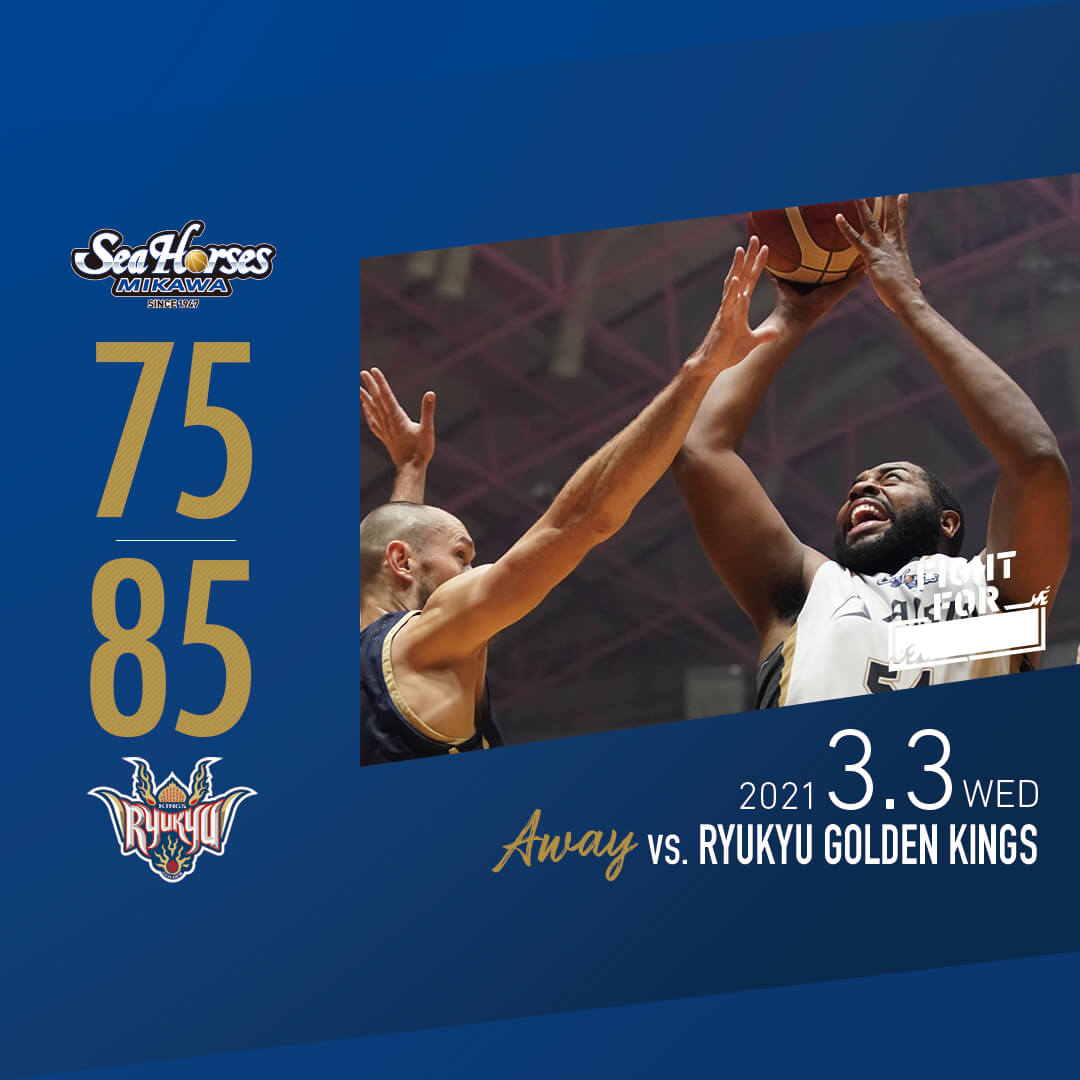 SeaHorses
MIKAWA
SINCE 1947
75
85
KINGS
RYUKYU
FIGHT
FOR
2021 3.3 WED
Away vs. RYUKYU GOLDEN KINGS